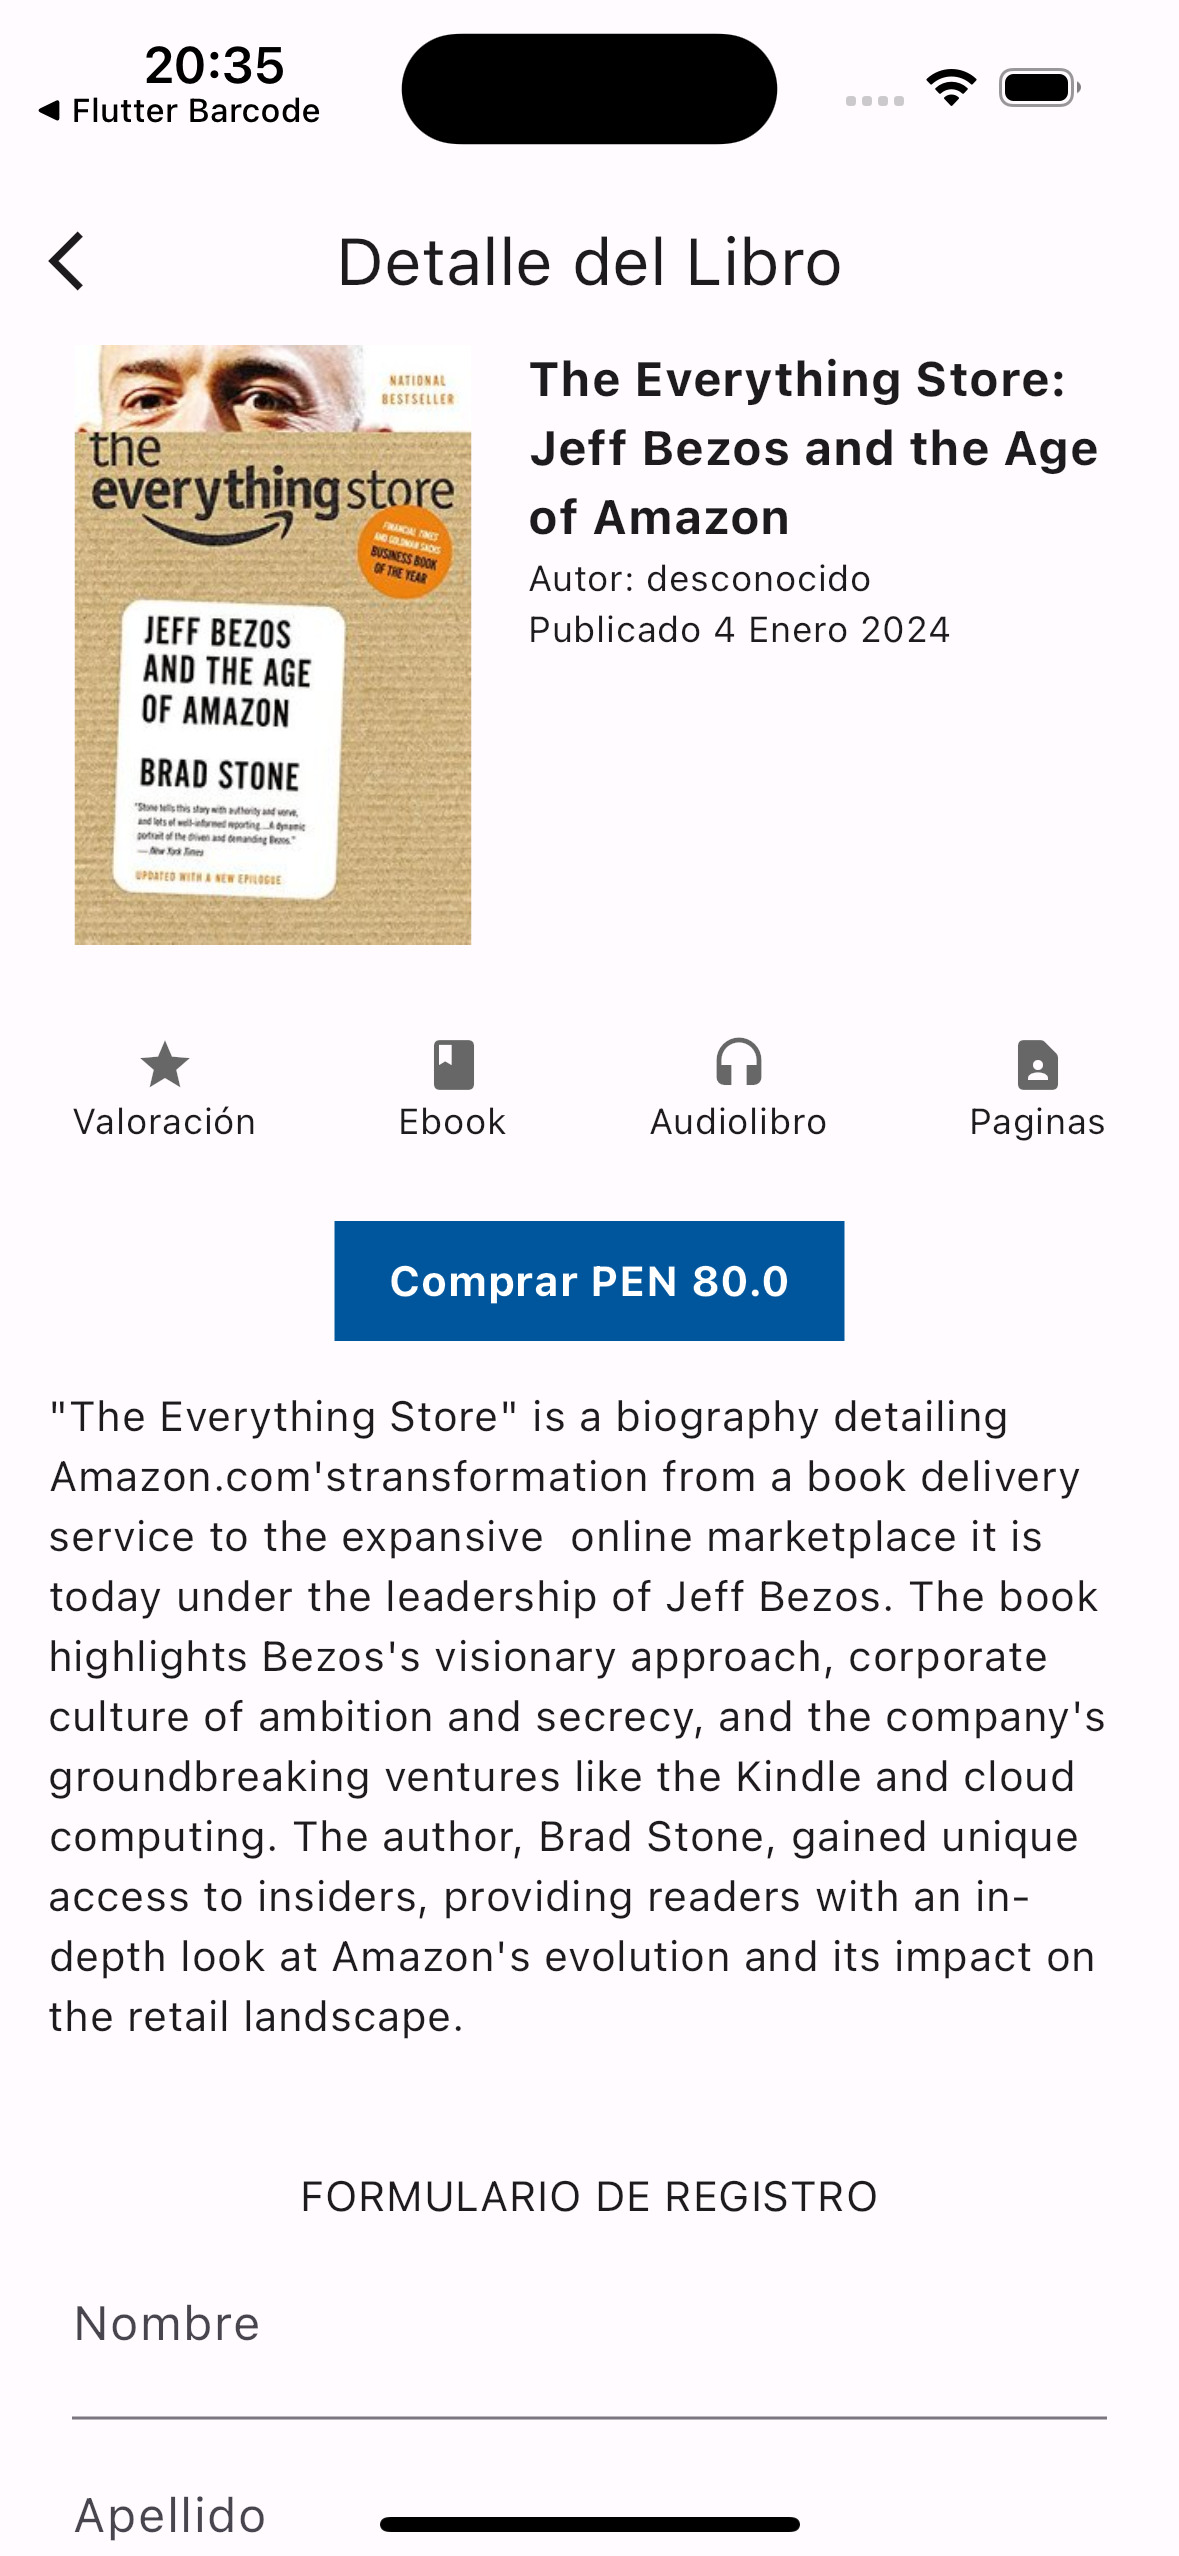 20:35
◀ Flutter Barcode
Detalle del Libro
NATIONAL
BESTSELLER
the
everything store
FINANCIAL TIMES
AND GOLDMAN SACHS
BUSINESS BOOK
OF THE YEAR
JEFF BEZOS
AND THE AGE
OF AMAZON
BRAD STONE
"Stone tells this story with authority and verve,
and lots of well-informed reporting....A dynamic
portrait of the driven and demanding Bezos."
— New York Times
UPDATED WITH A NEW EPILOGUE
The Everything Store:
Jeff Bezos and the Age
of Amazon
Autor: desconocido
Publicado 4 Enero 2024
Valoración
Ebook
Audiolibro
Paginas
Comprar PEN 80.0
"The Everything Store" is a biography detailing
Amazon.com'stransformation from a book delivery
service to the expansive  online marketplace it is
today under the leadership of Jeff Bezos. The book
highlights Bezos's visionary approach, corporate
culture of ambition and secrecy, and the company's
groundbreaking ventures like the Kindle and cloud
computing. The author, Brad Stone, gained unique
access to insiders, providing readers with an in-
depth look at Amazon's evolution and its impact on
the retail landscape.
FORMULARIO DE REGISTRO
Nombre
Apellido